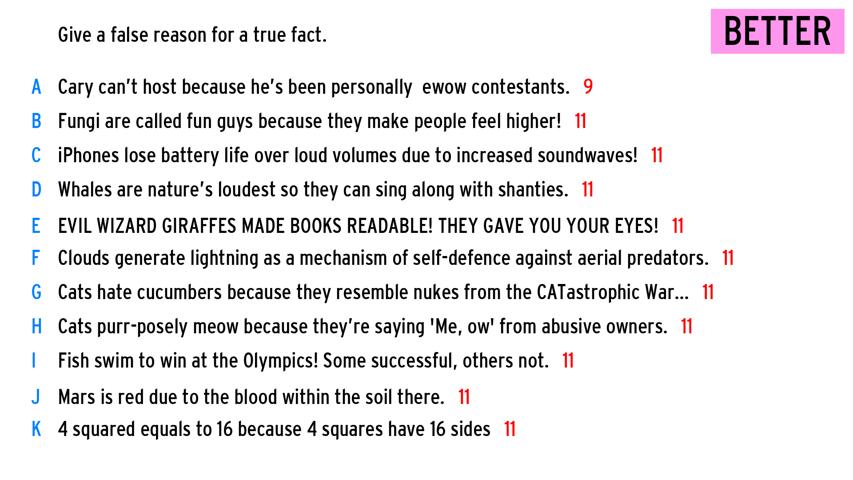 Give a false reason for a true fact.
BETTER
A Cary can't host because he's been personally  ewow contestants. 9
B Fungi are called fun guys because they make people feel higher! 11
C iPhones lose battery life over loud volumes due to increased soundwaves! 11
D Whales are nature's loudest so they can sing along with shanties. 11
E EVIL WIZARD GIRAFFES MADE BOOKS READABLE! THEY GAVE YOU YOUR EYES! 11
F Clouds generate lightning as a mechanism of self-defence against aerial predators. 11
G Cats hate cucumbers because they resemble nukes from the CATastrophic War... 11
H Cats purr-posely meow because they're saying 'Me, ow' from abusive owners. 11
I Fish swim to win at the Olympics! Some successful, others not. 11
J Mars is red due to the blood within the soil there. 11
K 4 squared equals to 16 because 4 squares have 16 sides 11